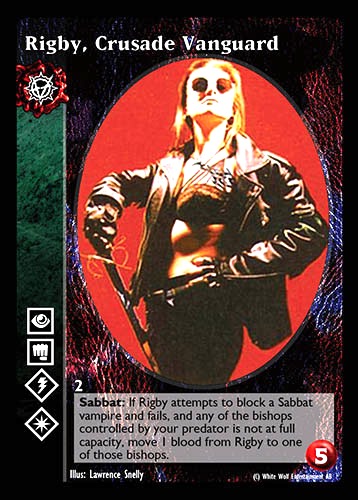 Rigby, Crusade Vanguard
2
Sabbat: If Rigby attempts to block a Sabbat
vampire and fails, and any of the bishops
controlled by your predator is not at full
capacity, move 1 blood from Rigby to one
of those bishops.
5
Illus: Lawrence Snelly
(C) White Wolf Entertainment AB